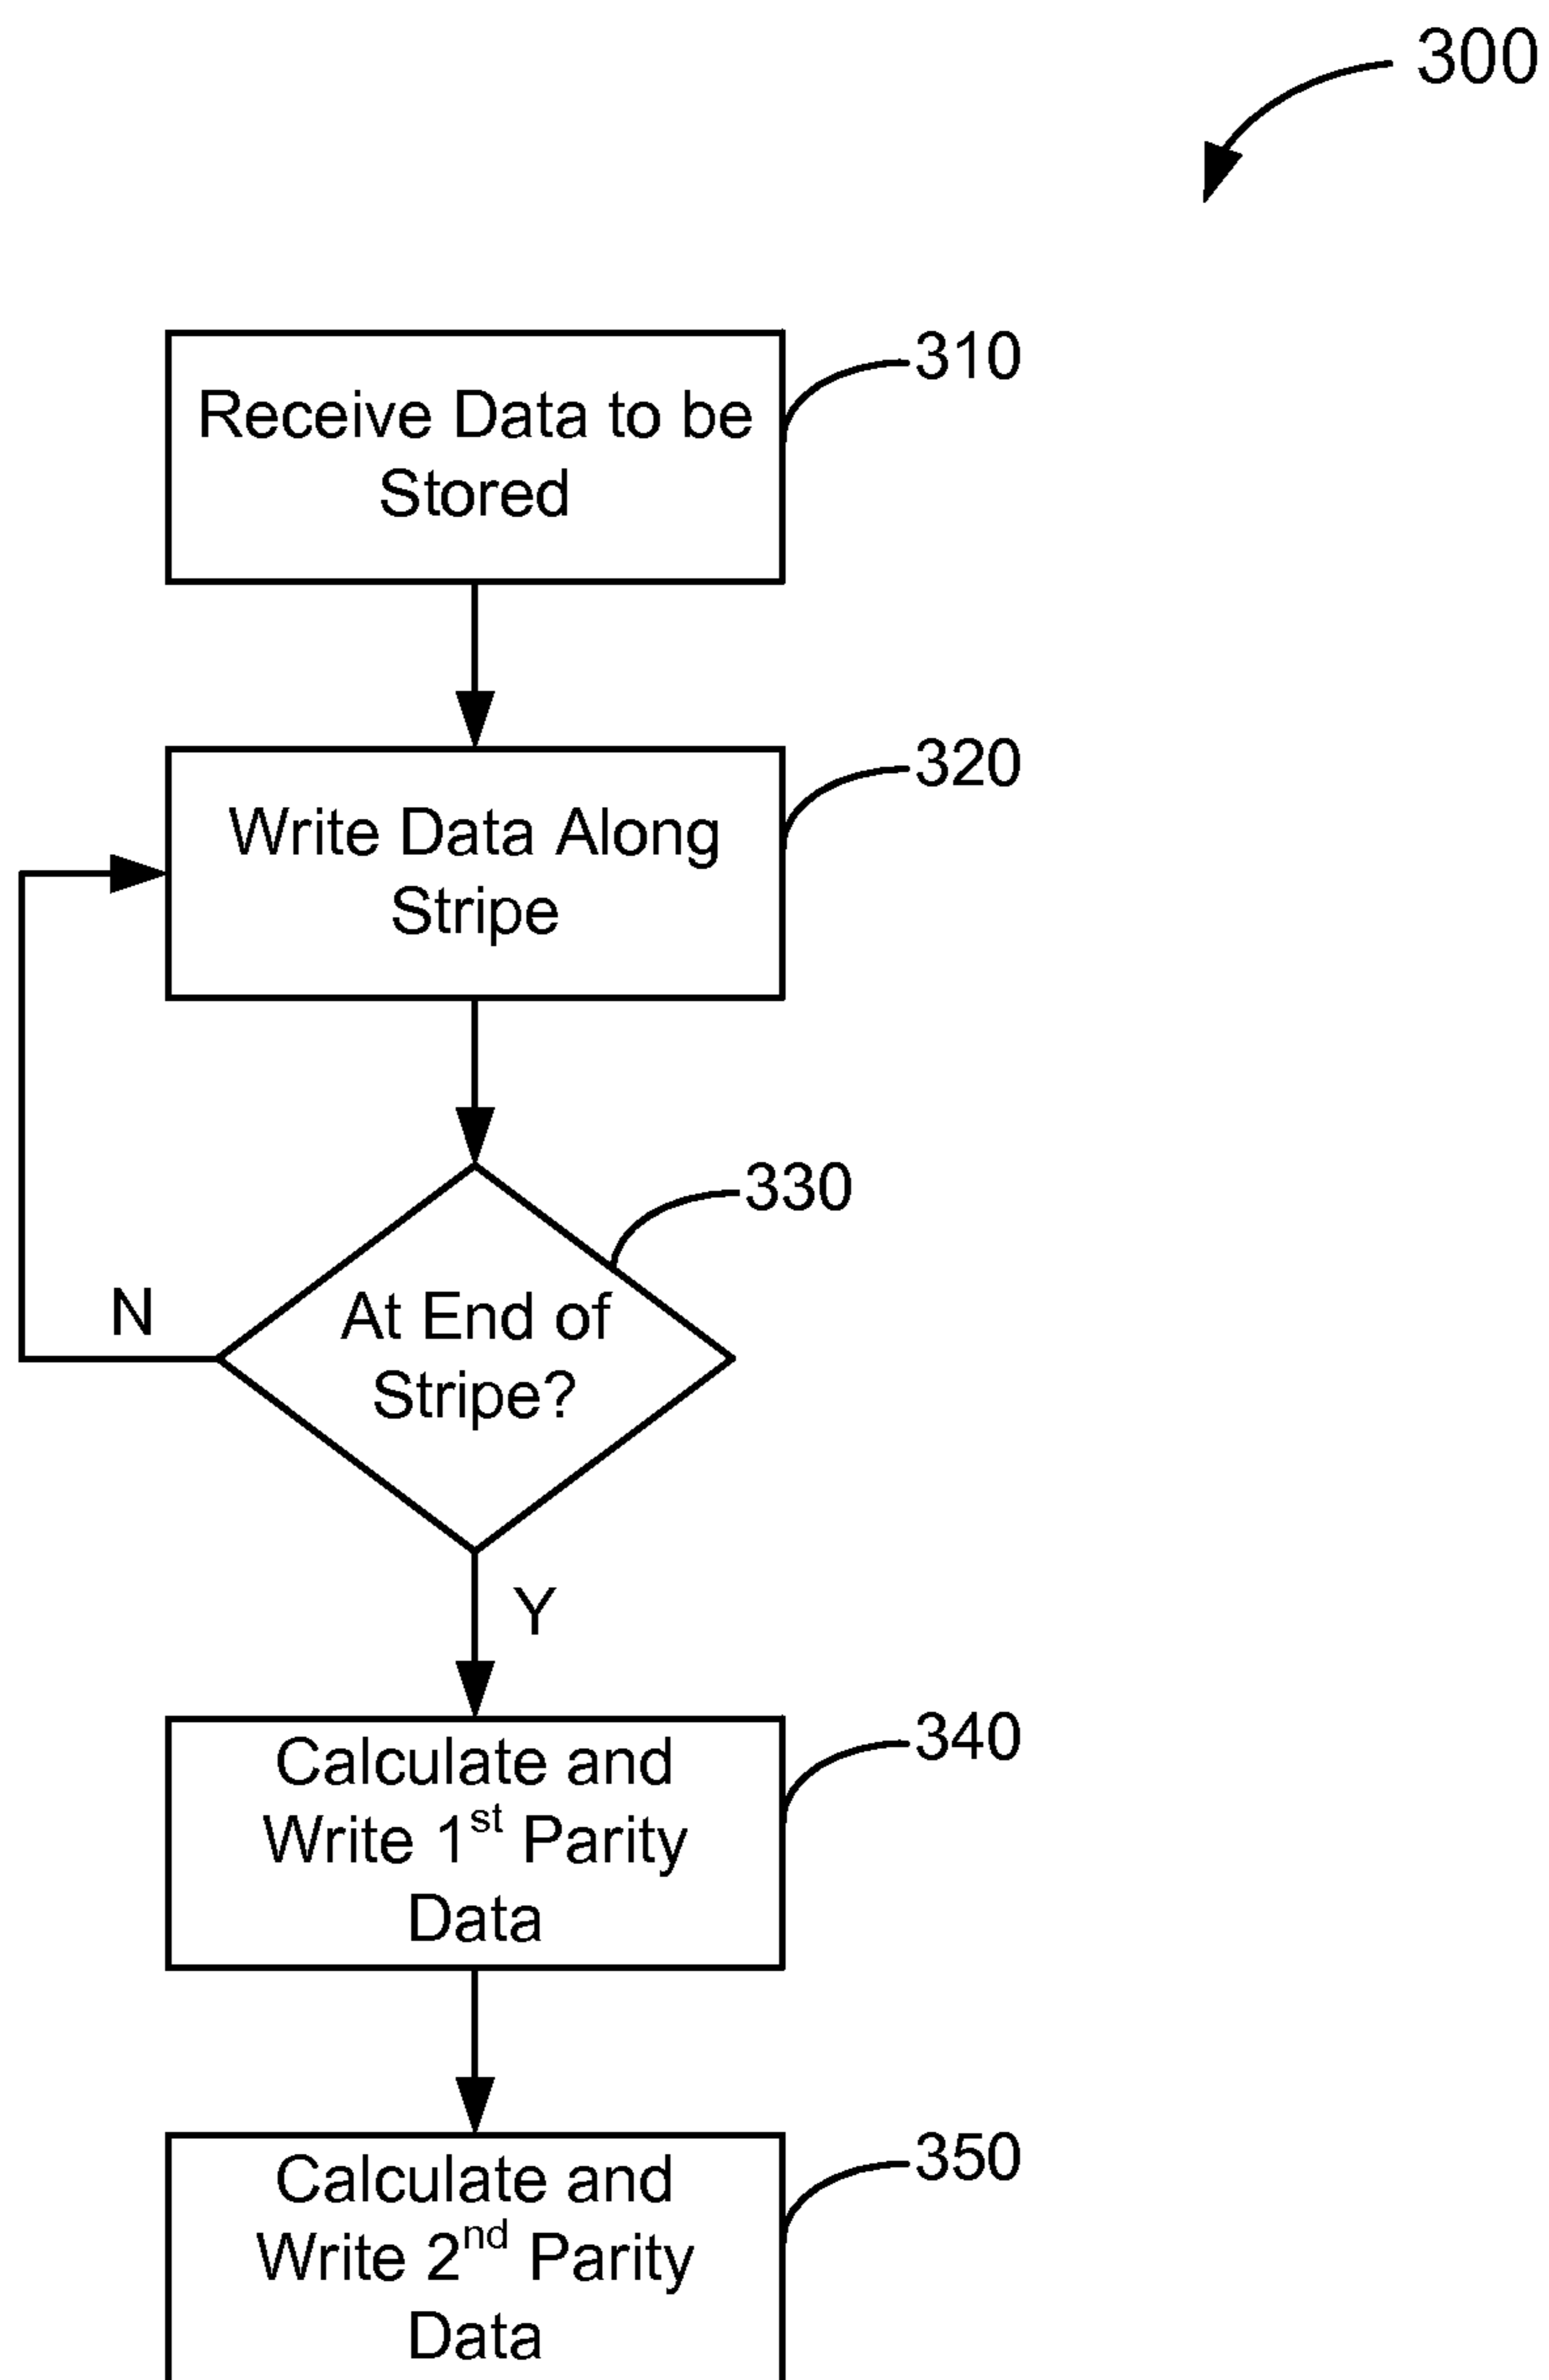 300
310
Receive Data to be
Stored
320
Write Data Along
Stripe
330
N
At End of
Stripe?
Y
340
Calculate and
Write 1st Parity
Data
350
Calculate and
Write 2nd Parity
Data